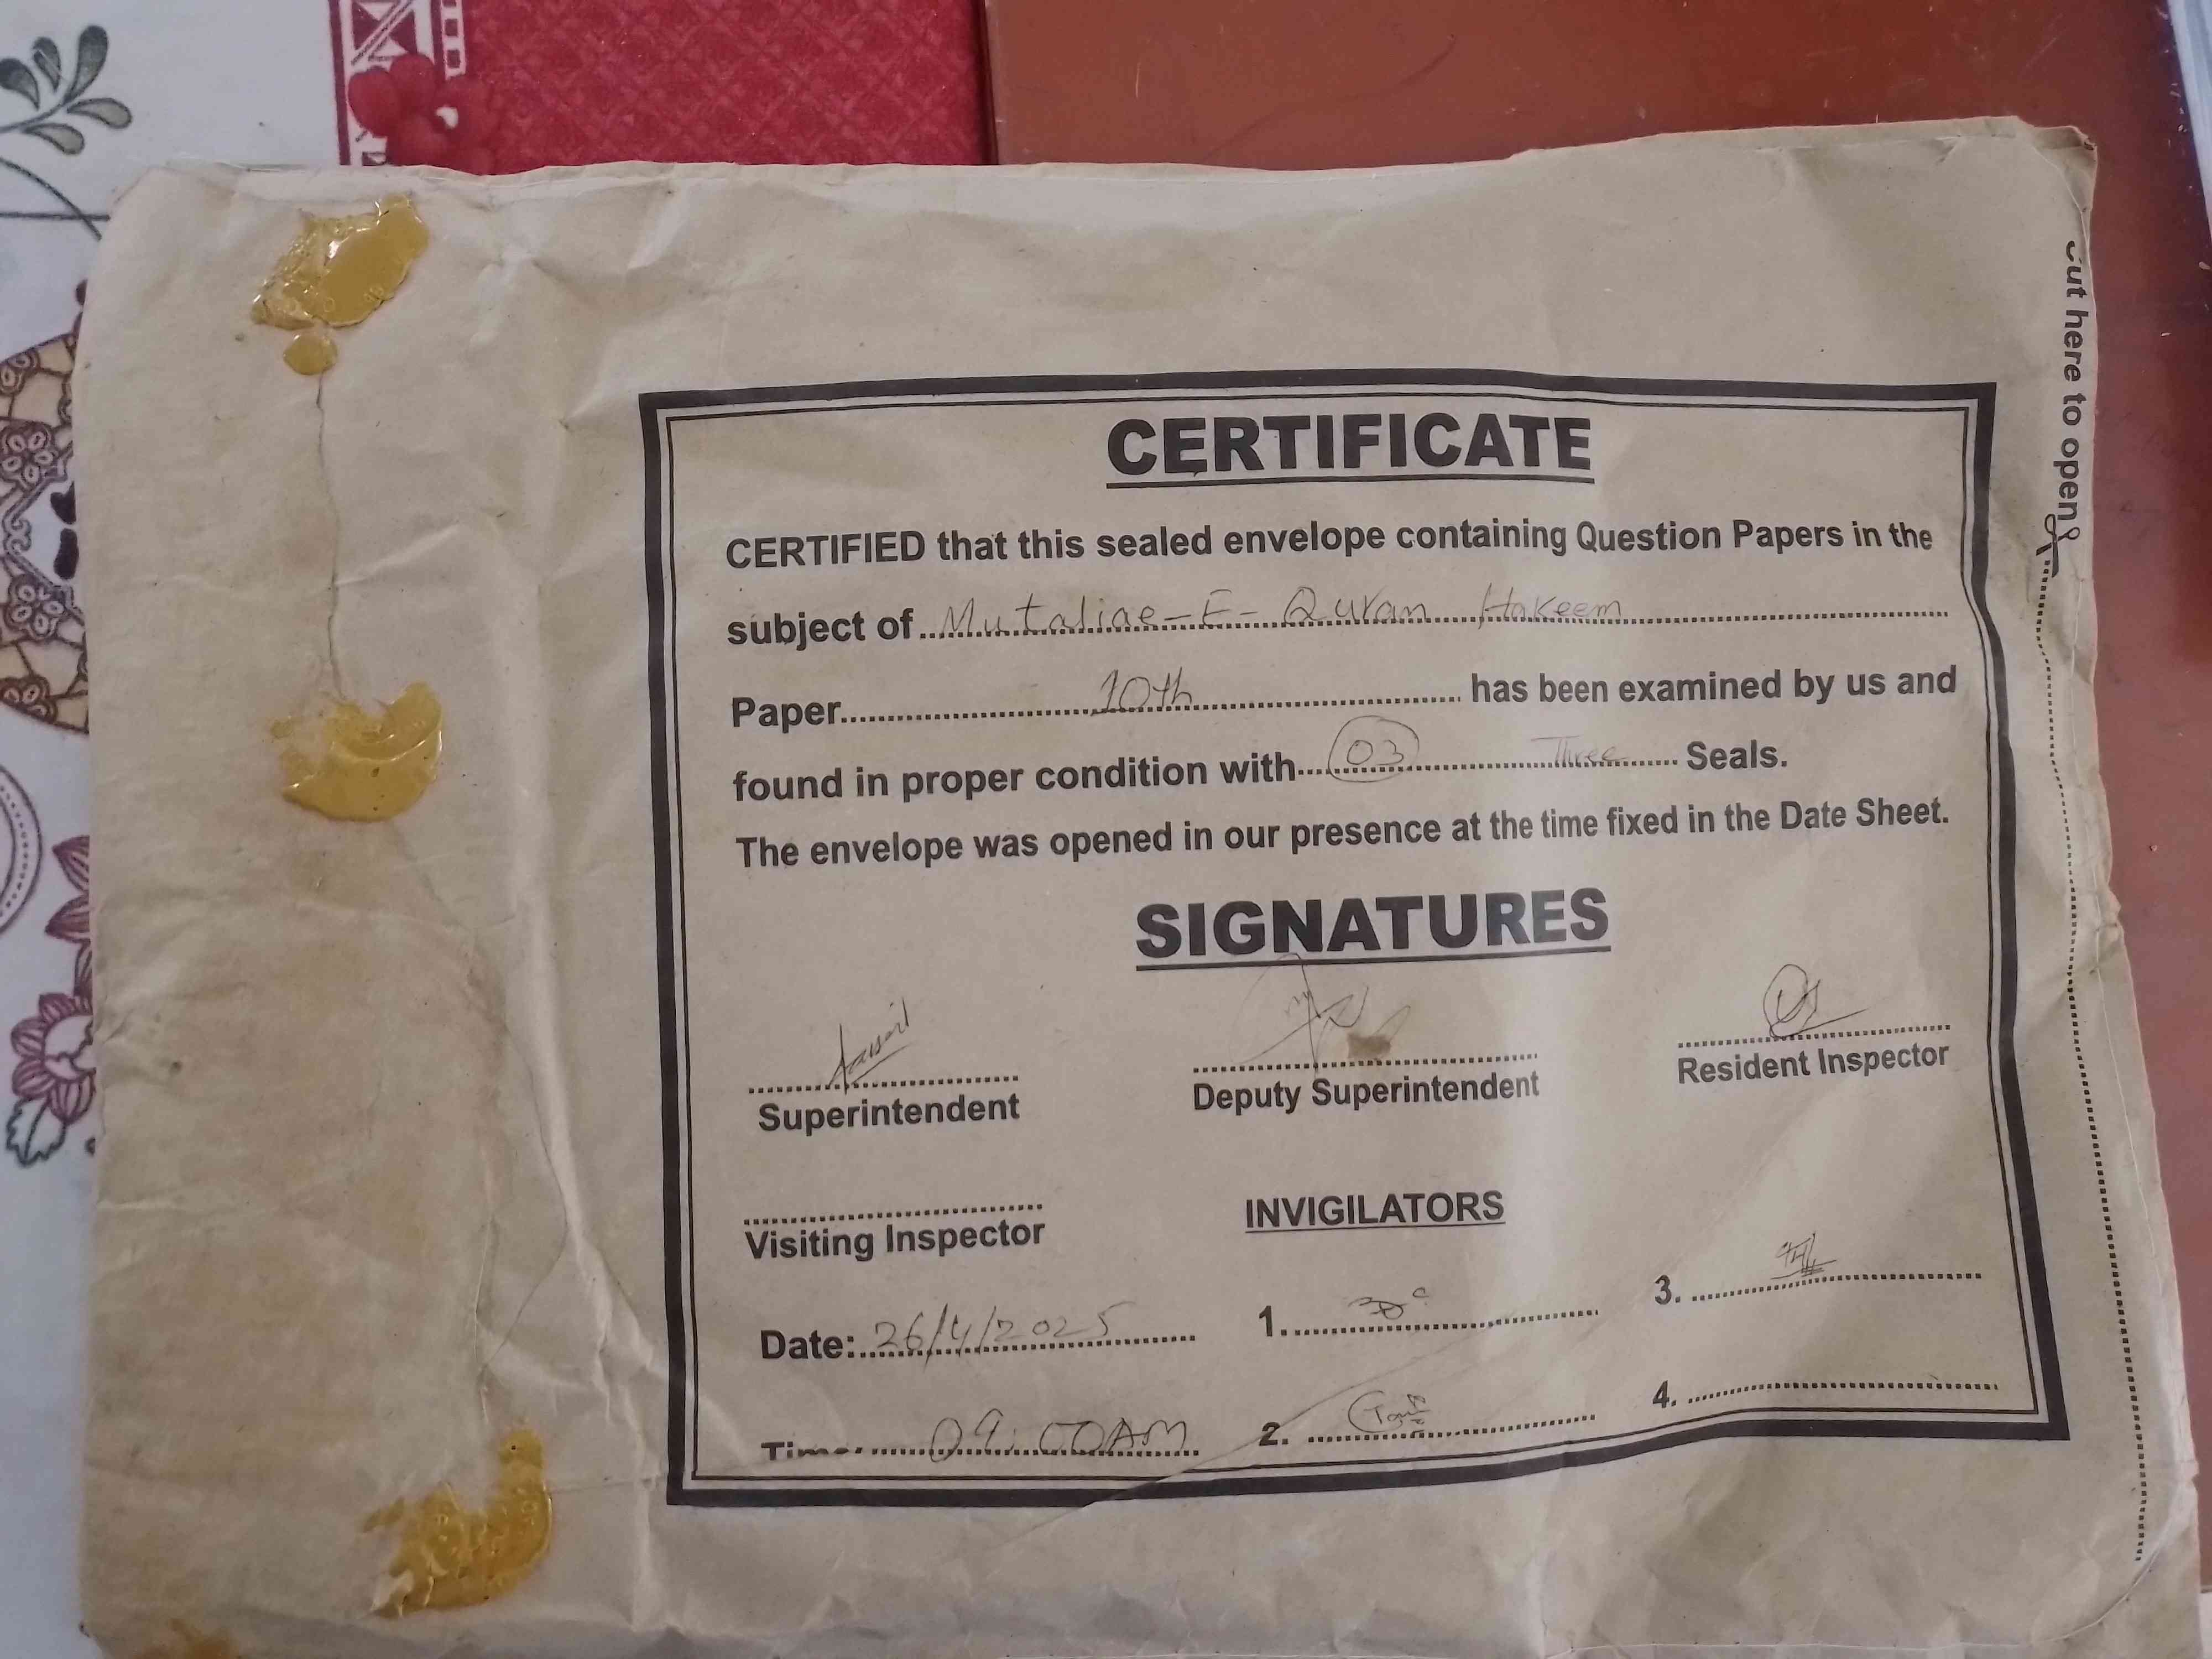 Cut here to open
CERTIFICATE
CERTIFIED that this sealed envelope containing Question Papers in the
subject of Mutaliae-E-Quran Hakeem
Paper 10th has been examined by us and
found in proper condition with 03 Three Seals.
The envelope was opened in our presence at the time fixed in the Date Sheet.
SIGNATURES
Superintendent Deputy Superintendent Resident Inspector
Visiting Inspector INVIGILATORS
Date: 26/4/2025 1. 3.
Time: 09:00AM 2. 4.